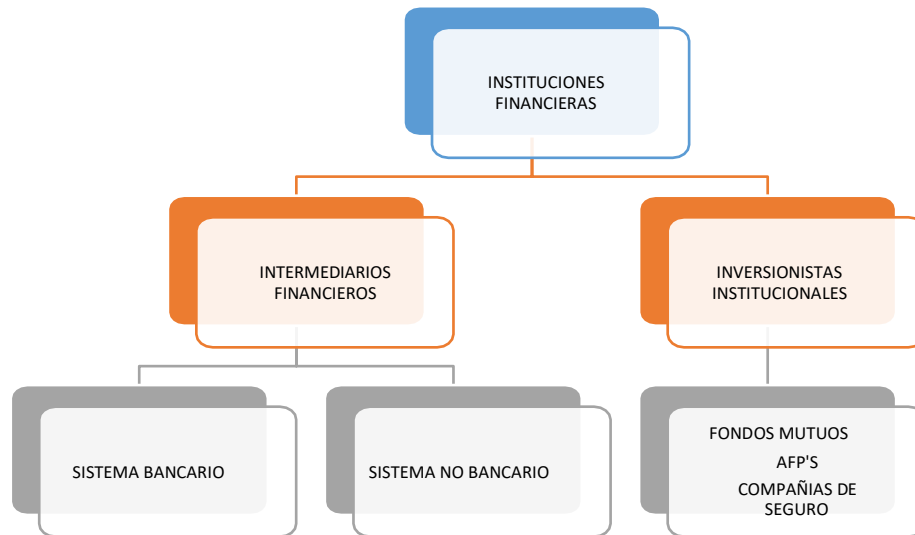 INSTITUCIONES
FINANCIERAS
INTERMEDIARIOS
FINANCIEROS
INVERSIONISTAS
INSTITUCIONALES
SISTEMA BANCARIO
SISTEMA NO BANCARIO
FONDOS MUTUOS
AFP'S
COMPAÑIAS DE
SEGURO